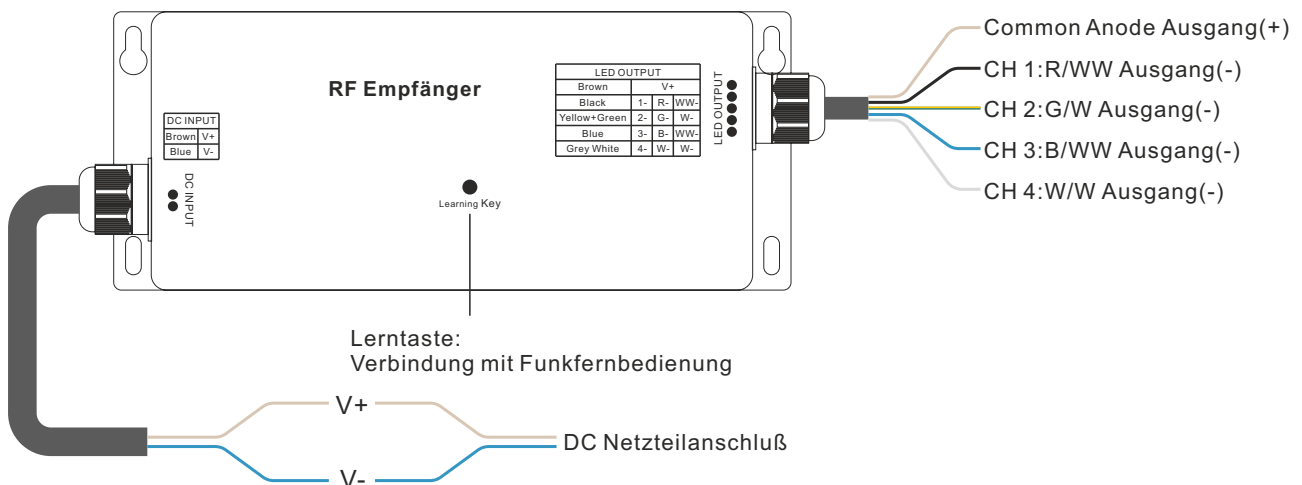 RF Empfänger
DC INPUT
Brown V+
Blue V-
DC INPUT
LED OUTPUT
Brown V+
Black 1- R- WW-
Yellow+Green 2- G- W-
Blue 3- B- WW-
Grey White 4- W- W-
LED OUTPUT
Common Anode Ausgang(+)
CH 1:R/WW Ausgang(-)
CH 2:G/W Ausgang(-)
CH 3:B/WW Ausgang(-)
CH 4:W/W Ausgang(-)
Learning Key
Lerntaste:
Verbindung mit Funkfernbedienung
V+
DC Netzteilanschluß
V-